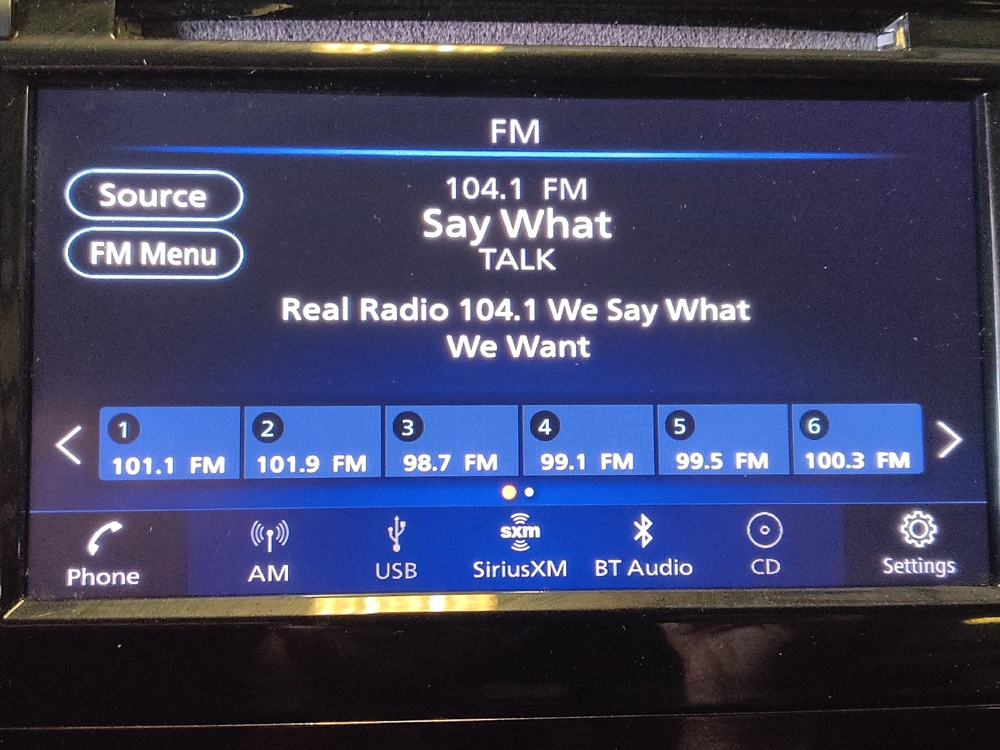 FM
Source
104.1 FM
Say What
FM Menu
TALK
Real Radio 104.1 We Say What
We Want
1 2 3 4 5 6
101.1 FM 101.9 FM 98.7 FM 99.1 FM 99.5 FM 100.3 FM
sxm
Phone AM USB SiriusXM BT Audio CD Settings